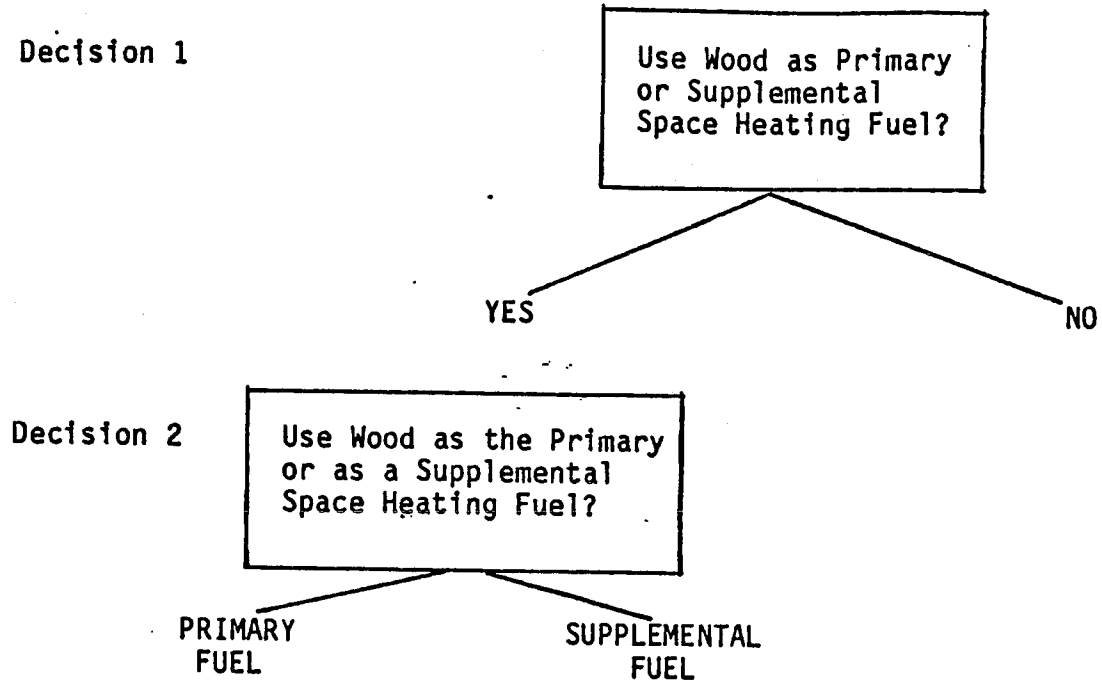 Decision 1
Use Wood as Primary
or Supplemental
Space Heating Fuel?
YES
NO
Decision 2
Use Wood as the Primary
or as a Supplemental
Space Heating Fuel?
PRIMARY
FUEL
SUPPLEMENTAL
FUEL